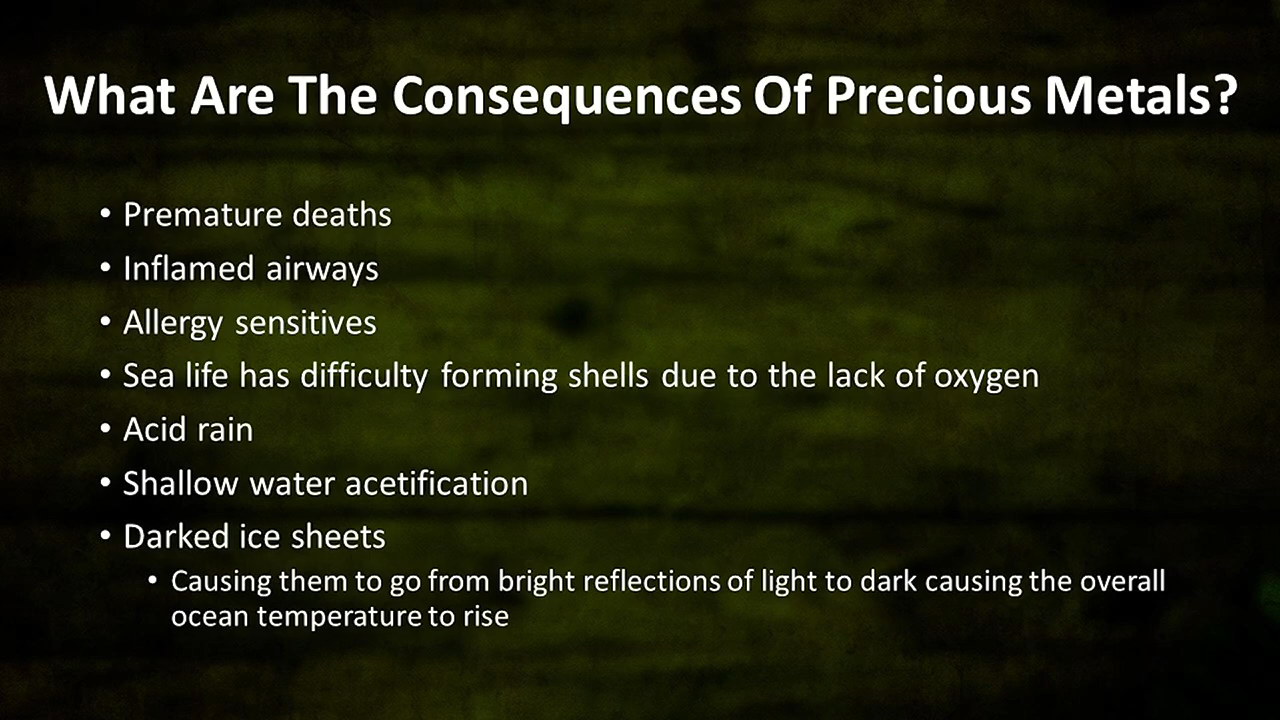 What Are The Consequences Of Precious Metals?
• Premature deaths
• Inflamed airways
• Allergy sensitives
• Sea life has difficulty forming shells due to the lack of oxygen
• Acid rain
• Shallow water acetification
• Darked ice sheets
• Causing them to go from bright reflections of light to dark causing the overall
ocean temperature to rise